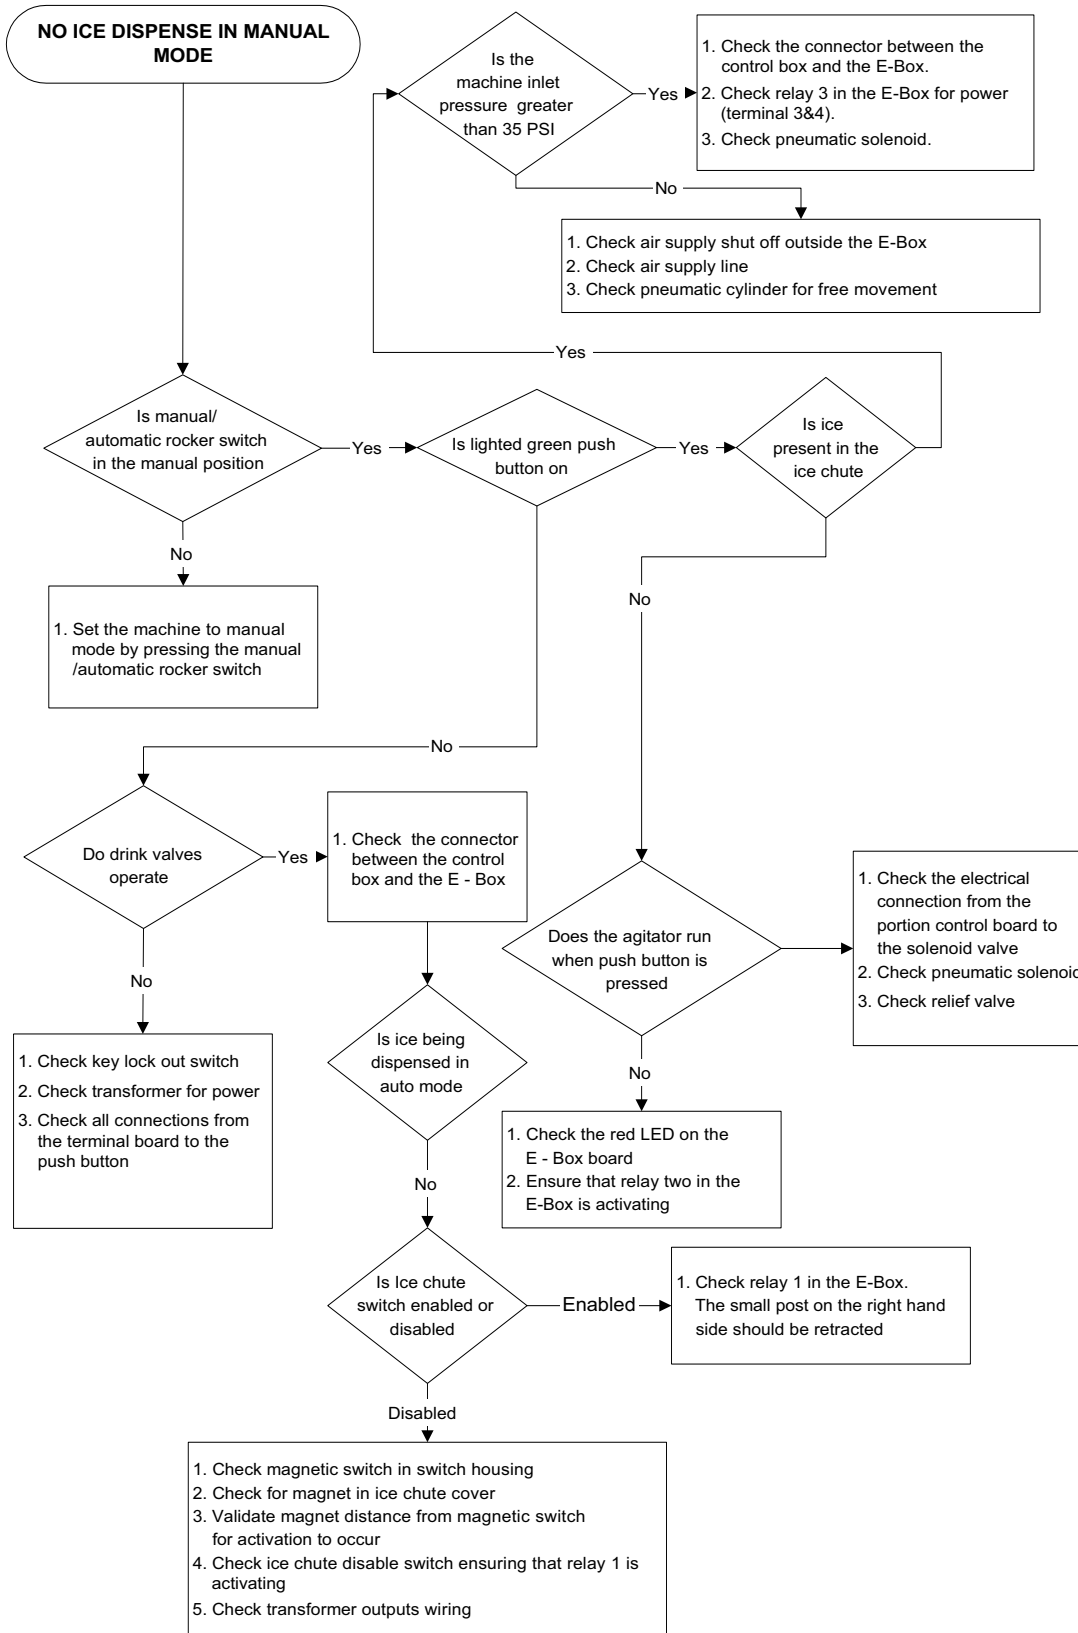 NO ICE DISPENSE IN MANUAL
MODE
Is the
machine inlet
pressure greater
than 35 PSI
Yes
1. Check the connector between the
control box and the E-Box.
2. Check relay 3 in the E-Box for power
(terminal 3&4).
3. Check pneumatic solenoid.
No
1. Check air supply shut off outside the E-Box
2. Check air supply line
3. Check pneumatic cylinder for free movement
Yes
Is manual/
automatic rocker switch
in the manual position
Yes
Is lighted green push
button on
Yes
Is ice
present in the
ice chute
No
1. Set the machine to manual
mode by pressing the manual
/automatic rocker switch
No
No
Do drink valves
operate
Yes
1. Check the connector
between the control
box and the E - Box
Does the agitator run
when push button is
pressed
1. Check the electrical
connection from the
portion control board to
the solenoid valve
2. Check pneumatic solenoid
3. Check relief valve
No
1. Check key lock out switch
2. Check transformer for power
3. Check all connections from
the terminal board to the
push button
Is ice being
dispensed in
auto mode
No
1. Check the red LED on the
E - Box board
2. Ensure that relay two in the
E-Box is activating
No
Is Ice chute
switch enabled or
disabled
Enabled
1. Check relay 1 in the E-Box.
The small post on the right hand
side should be retracted
Disabled
1. Check magnetic switch in switch housing
2. Check for magnet in ice chute cover
3. Validate magnet distance from magnetic switch
for activation to occur
4. Check ice chute disable switch ensuring that relay 1 is
activating
5. Check transformer outputs wiring